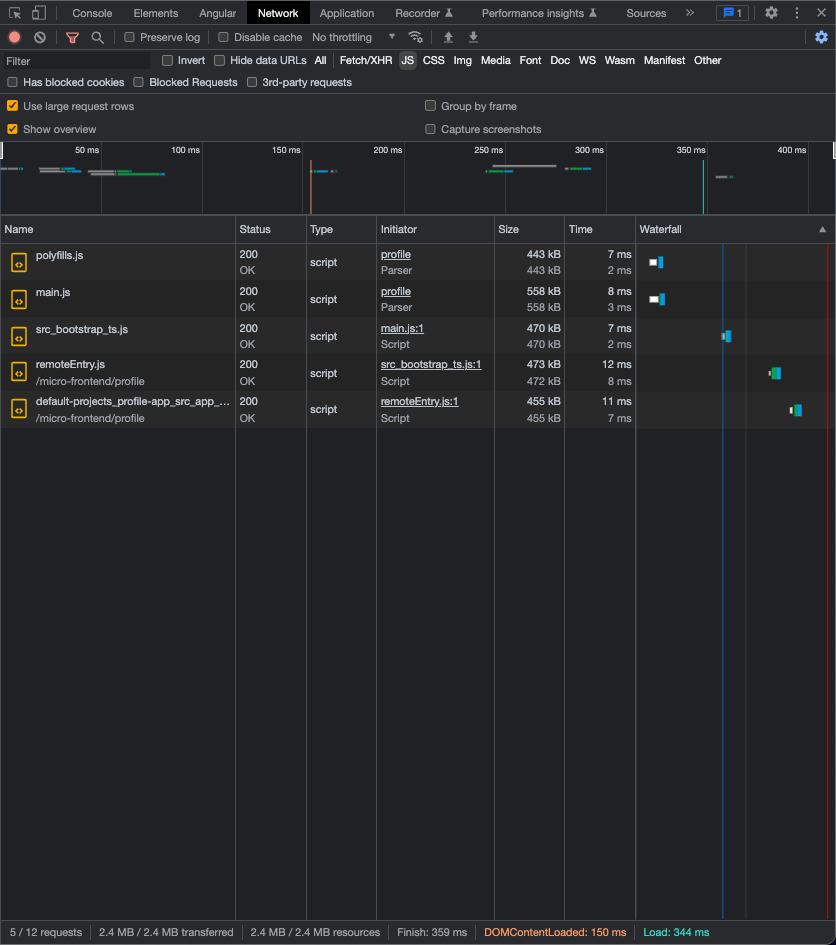 Console Elements Angular Network Application Recorder Performance insights Sources » 1
Preserve log Disable cache No throttling
Filter Invert Hide data URLs All Fetch/XHR JS CSS Img Media Font Doc WS Wasm Manifest Other
Has blocked cookies Blocked Requests 3rd-party requests
Use large request rows Group by frame
Show overview Capture screenshots
50 ms 100 ms 150 ms 200 ms 250 ms 300 ms 350 ms 400 ms
Name Status Type Initiator Size Time Waterfall
polyfills.js 200 script profile 443 kB 7 ms
OK Parser 443 kB 2 ms
main.js 200 script profile 558 kB 8 ms
OK Parser 558 kB 3 ms
src_bootstrap_ts.js 200 script main.js:1 470 kB 7 ms
OK Script 470 kB 2 ms
remoteEntry.js 200 script src_bootstrap_ts.js:1 473 kB 12 ms
/micro-frontend/profile OK Script 472 kB 8 ms
default-projects_profile-app_src_app_... 200 script remoteEntry.js:1 455 kB 11 ms
/micro-frontend/profile OK Script 455 kB 7 ms
5 / 12 requests 2.4 MB / 2.4 MB transferred 2.4 MB / 2.4 MB resources Finish: 359 ms DOMContentLoaded: 150 ms Load: 344 ms